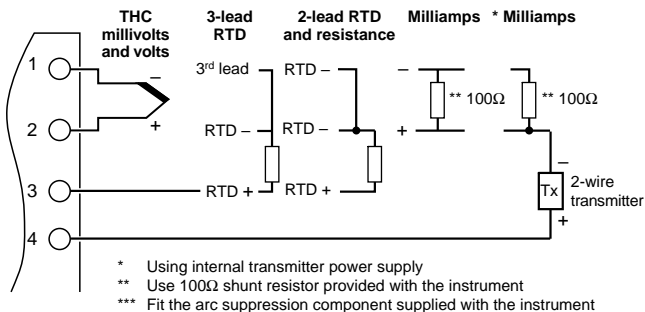 THC
millivolts
and volts
3-lead
RTD
2-lead RTD
and resistance
Milliamps
* Milliamps
1
2
3
4
–
+
3rd lead
RTD –
RTD +
RTD –
RTD –
RTD +
–
+
** 100Ω
** 100Ω
–
Tx
+
2-wire
transmitter
* Using internal transmitter power supply
** Use 100Ω shunt resistor provided with the instrument
*** Fit the arc suppression component supplied with the instrument